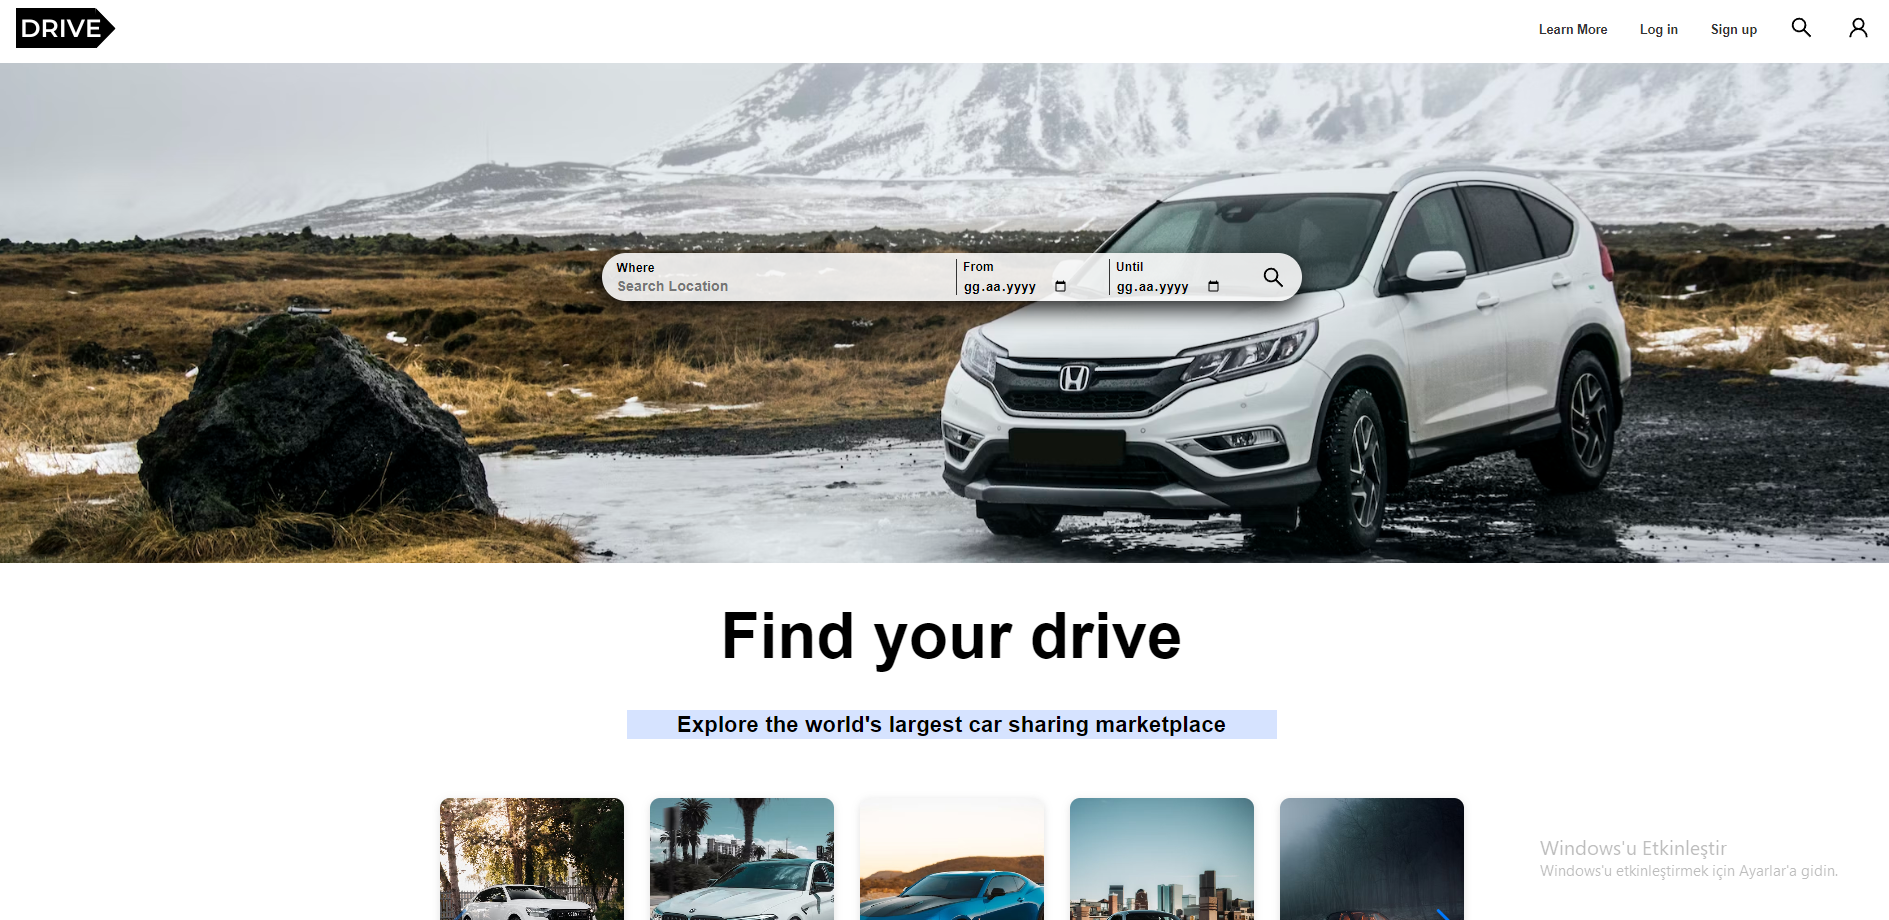 DRIVE
Learn More
Log in
Sign up
Where
Search Location
From
gg.aa.yyyy
Until
gg.aa.yyyy
Find your drive
Explore the world's largest car sharing marketplace
Windows'u Etkinleştir
Windows'u etkinleştirmek için Ayarlar'a gidin.